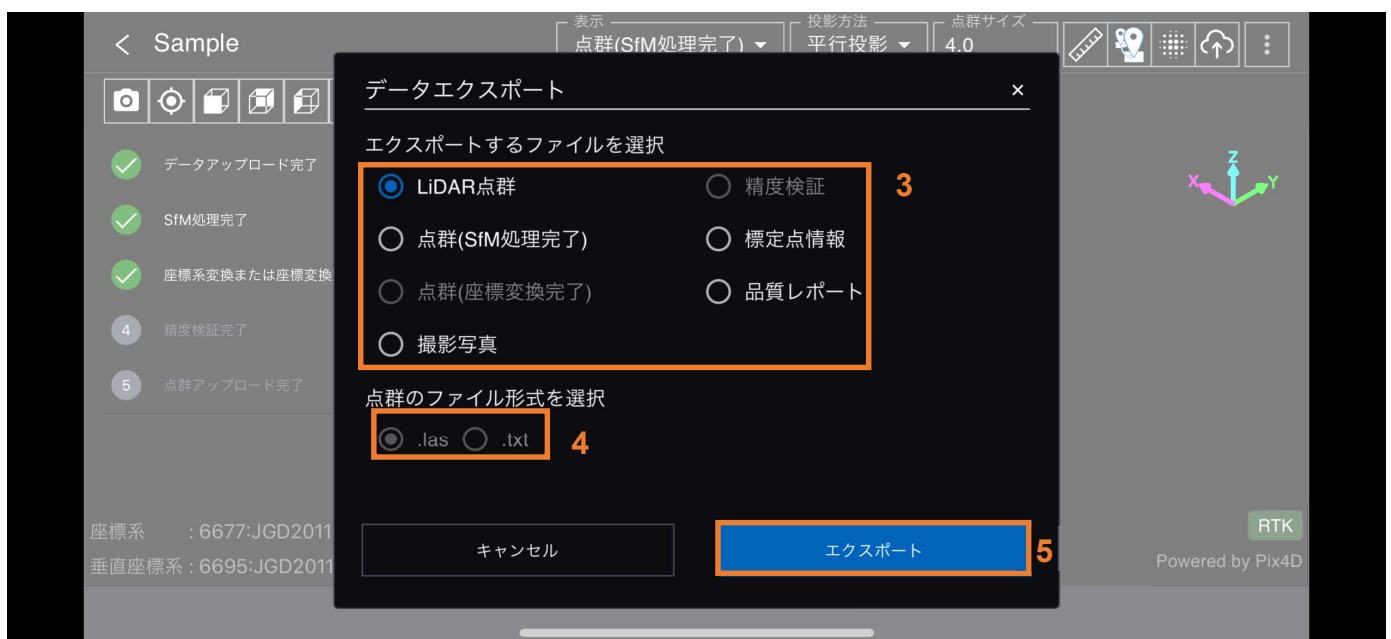 Sample
表示
点群(SfM処理完了)
投影方法
平行投影
点群サイズ
4.0
データエクスポート
×
エクスポートするファイルを選択
LiDAR点群
精度検証
3
点群(SfM処理完了)
標定点情報
点群(座標変換完了)
品質レポート
撮影写真
点群のファイル形式を選択
.las
.txt
4
キャンセル
エクスポート
5
データアップロード完了
SfM処理完了
座標系変換または座標変換
4
精度検証完了
5
点群アップロード完了
座標系 : 6677:JGD2011
垂直座標系 : 6695:JGD2011
Z
X
Y
RTK
Powered by Pix4D